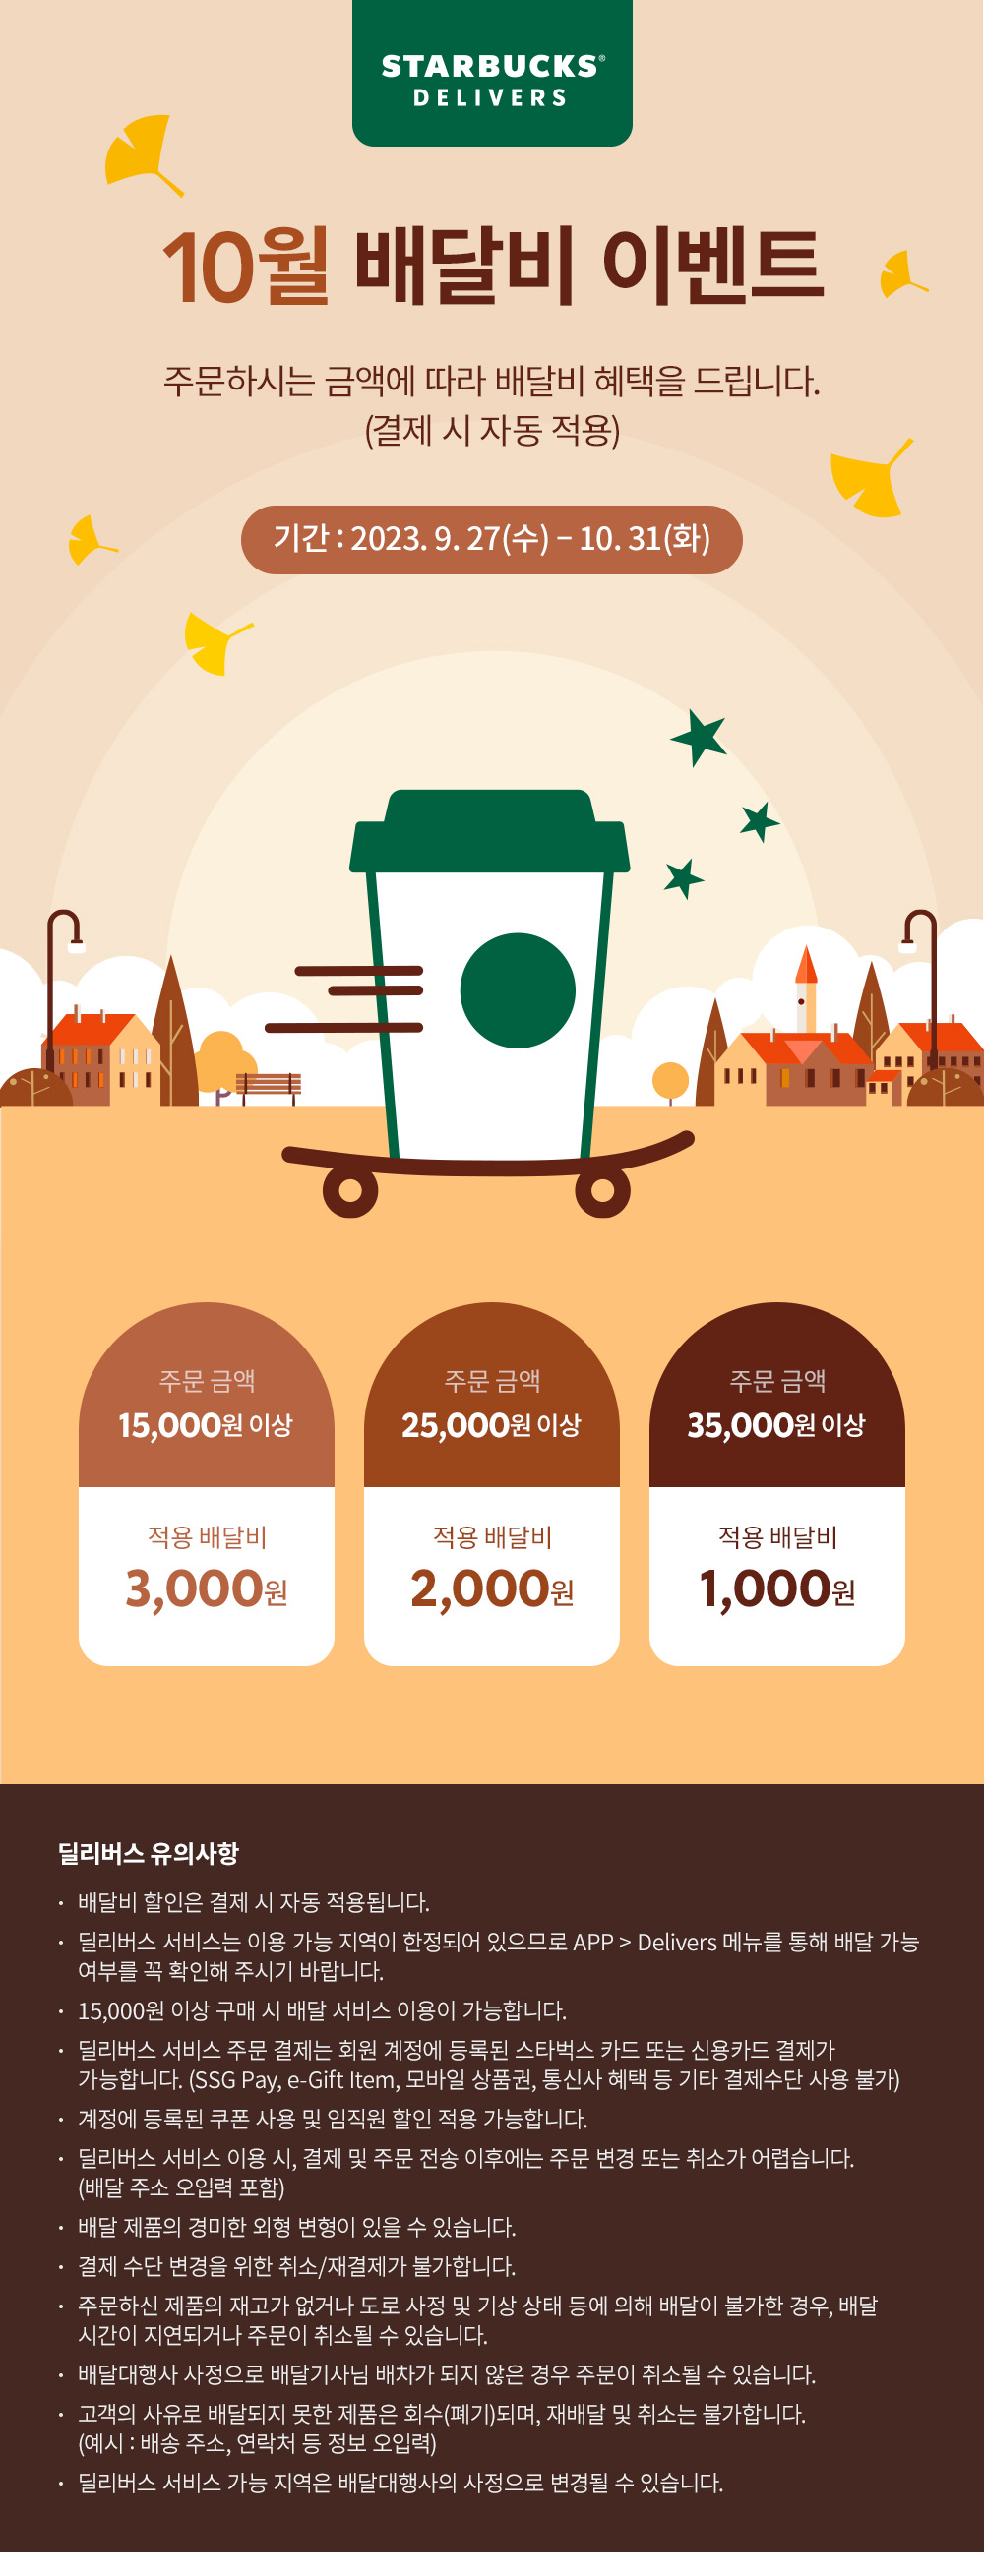 STARBUCKS®
DELIVERS
10월 배달비 이벤트
주문하시는 금액에 따라 배달비 혜택을 드립니다.
(결제 시 자동 적용)
기간 : 2023. 9. 27(수) – 10. 31(화)
주문 금액
15,000원 이상
적용 배달비
3,000원
주문 금액
25,000원 이상
적용 배달비
2,000원
주문 금액
35,000원 이상
적용 배달비
1,000원
딜리버스 유의사항
· 배달비 할인은 결제 시 자동 적용됩니다.
· 딜리버스 서비스는 이용 가능 지역이 한정되어 있으므로 APP > Delivers 메뉴를 통해 배달 가능
여부를 꼭 확인해 주시기 바랍니다.
· 15,000원 이상 구매 시 배달 서비스 이용이 가능합니다.
· 딜리버스 서비스 주문 결제는 회원 계정에 등록된 스타벅스 카드 또는 신용카드 결제가
가능합니다. (SSG Pay, e-Gift Item, 모바일 상품권, 통신사 혜택 등 기타 결제수단 사용 불가)
· 계정에 등록된 쿠폰 사용 및 임직원 할인 적용 가능합니다.
· 딜리버스 서비스 이용 시, 결제 및 주문 전송 이후에는 주문 변경 또는 취소가 어렵습니다.
(배달 주소 오입력 포함)
· 배달 제품의 경미한 외형 변형이 있을 수 있습니다.
· 결제 수단 변경을 위한 취소/재결제가 불가합니다.
· 주문하신 제품의 재고가 없거나 도로 사정 및 기상 상태 등에 의해 배달이 불가한 경우, 배달
시간이 지연되거나 주문이 취소될 수 있습니다.
· 배달대행사 사정으로 배달기사님 배차가 되지 않은 경우 주문이 취소될 수 있습니다.
· 고객의 사유로 배달되지 못한 제품은 회수(폐기)되며, 재배달 및 취소는 불가합니다.
(예시 : 배송 주소, 연락처 등 정보 오입력)
· 딜리버스 서비스 가능 지역은 배달대행사의 사정으로 변경될 수 있습니다.